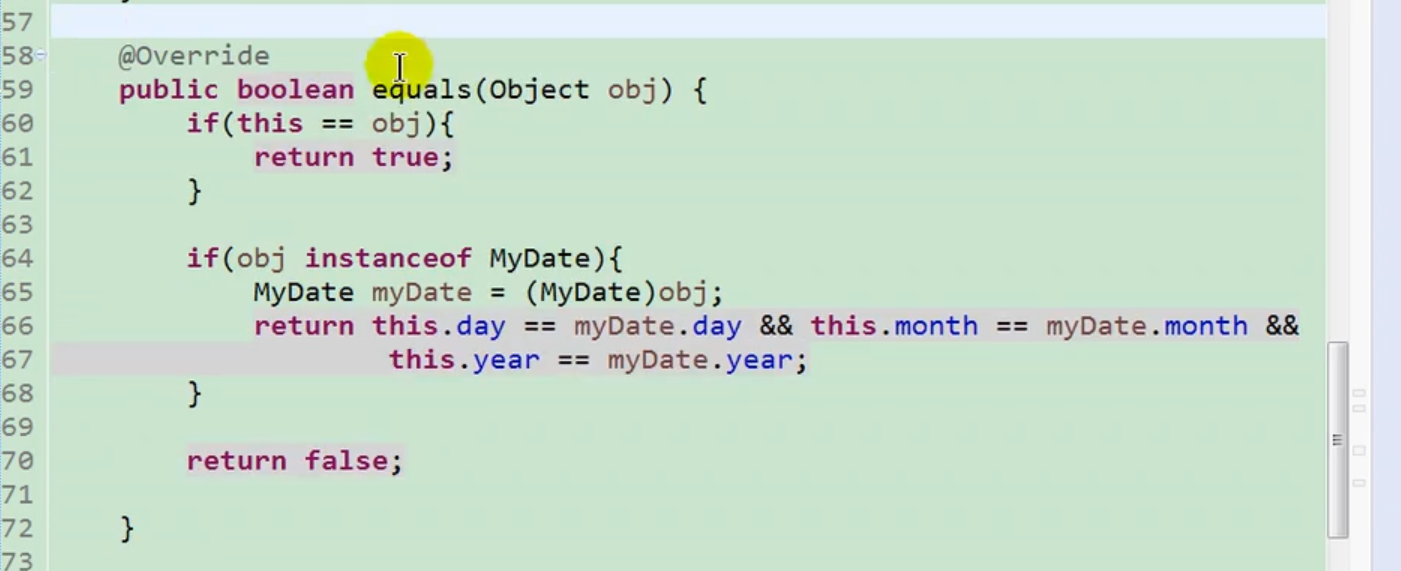 57
58 @Override
59 public boolean equals(Object obj) {
60 if(this == obj){
61 return true;
62 }
63
64 if(obj instanceof MyDate){
65 MyDate myDate = (MyDate)obj;
66 return this.day == myDate.day && this.month == myDate.month &&
67 this.year == myDate.year;
68 }
69
70 return false;
71
72 }
73